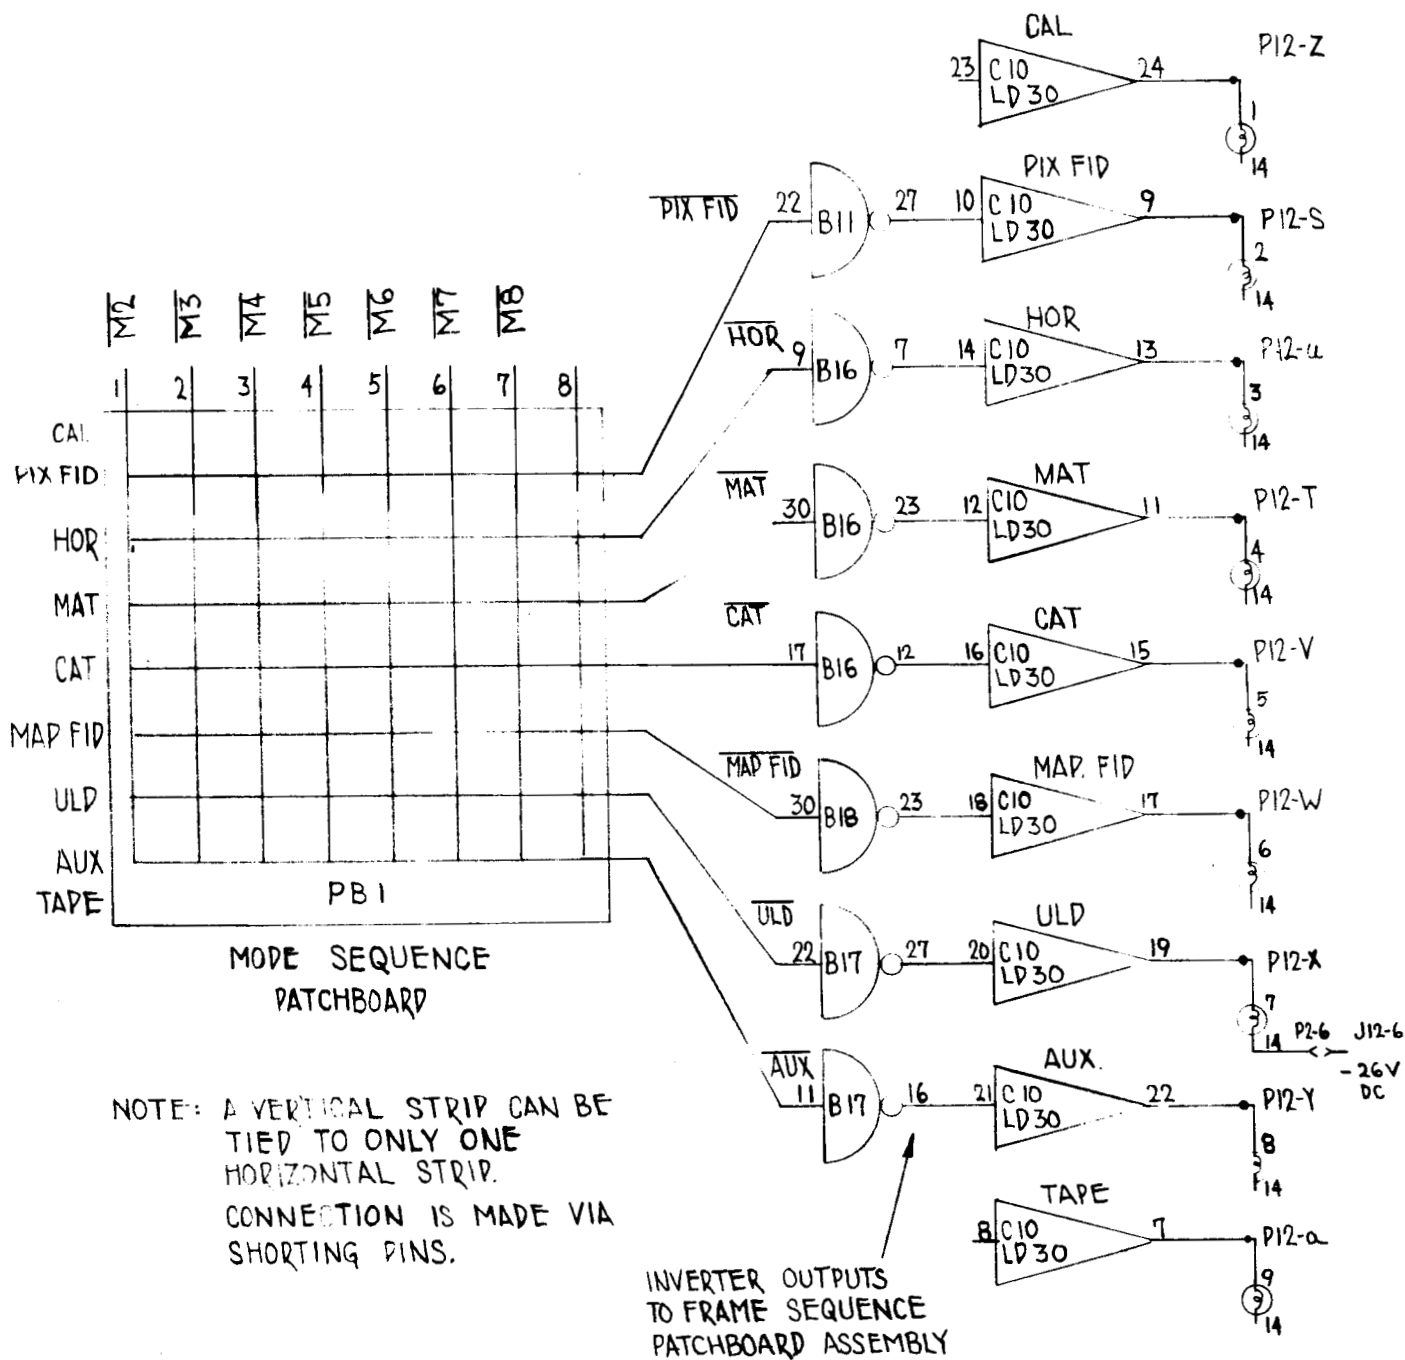 CAL
P12-Z
23
C10
24
LD30
1
14
PIX FID
PIX FID
22
B11
27
10
C10
9
P12-S
LD30
2
14
M2
M3
M4
M5
M6
M7
M8
HOR
HOR
9
B16
7
14
C10
13
P12-u
LD30
3
14
1
2
3
4
5
6
7
8
CAL
PIX FID
HOR
MAT
CAT
MAP FID
ULD
AUX
TAPE
PB1
MODE SEQUENCE
PATCHBOARD
MAT
MAT
30
B16
23
12
C10
11
P12-T
LD30
4
14
CAT
CAT
17
B16
12
16
C10
15
P12-V
LD30
5
14
MAP FID
MAP. FID
30
B18
23
18
C10
17
P12-W
LD30
6
14
ULD
ULD
22
B17
27
20
C10
19
P12-X
LD30
7
14
P2-6
J12-6
-26V
DC
AUX
AUX.
11
B17
16
21
C10
22
P12-Y
LD30
8
14
TAPE
8
C10
7
P12-a
LD30
9
14
NOTE: A VERTICAL STRIP CAN BE
TIED TO ONLY ONE
HORIZONTAL STRIP.
CONNECTION IS MADE VIA
SHORTING PINS.
INVERTER OUTPUTS
TO FRAME SEQUENCE
PATCHBOARD ASSEMBLY